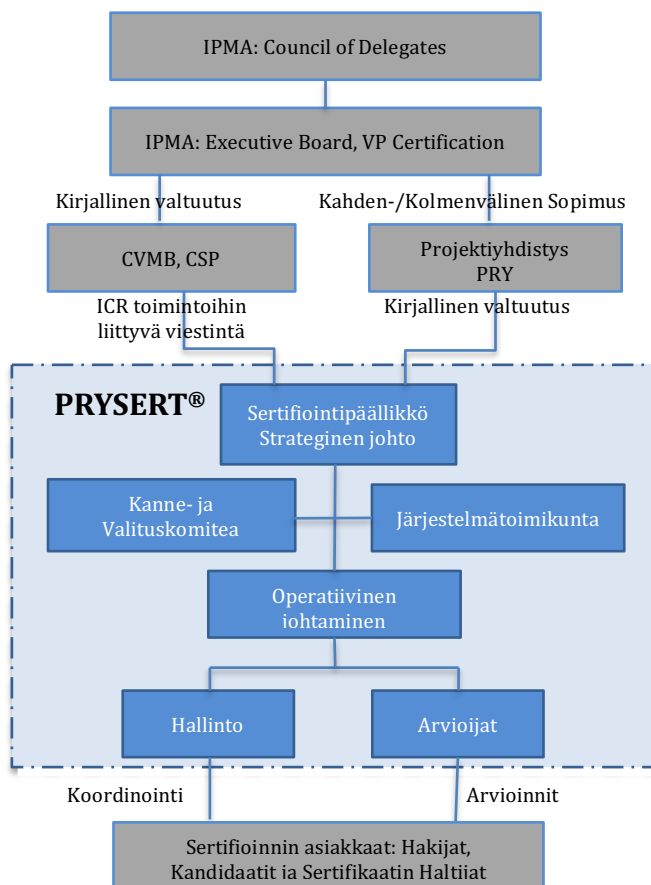 IPMA: Council of Delegates
IPMA: Executive Board, VP Certification
Kirjallinen valtuutus
Kahden-/Kolmenvälinen Sopimus
CVMB, CSP
Projektiyhdistys
PRY
ICR toimintoihin
liittyvä viestintä
Kirjallinen valtuutus
PRYSERT®
Sertifiointipäällikkö
Strateginen johto
Kanne- ja
Valituskomitea
Järjestelmätoimikunta
Operatiivinen
johtaminen
Hallinto
Arvioijat
Koordinointi
Arvioinnit
Sertifioinnin asiakkaat: Hakijat,
Kandidaatit ja Sertifikaatin Haltijat